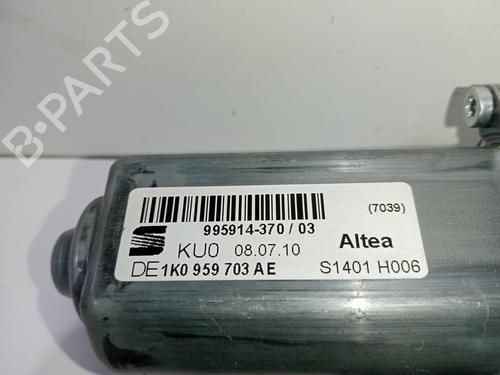 B-PARTS
995914-370 / 03
(7039)
KU0 08.07.10
Altea
DE 1K0 959 703 AE
S1401 H006